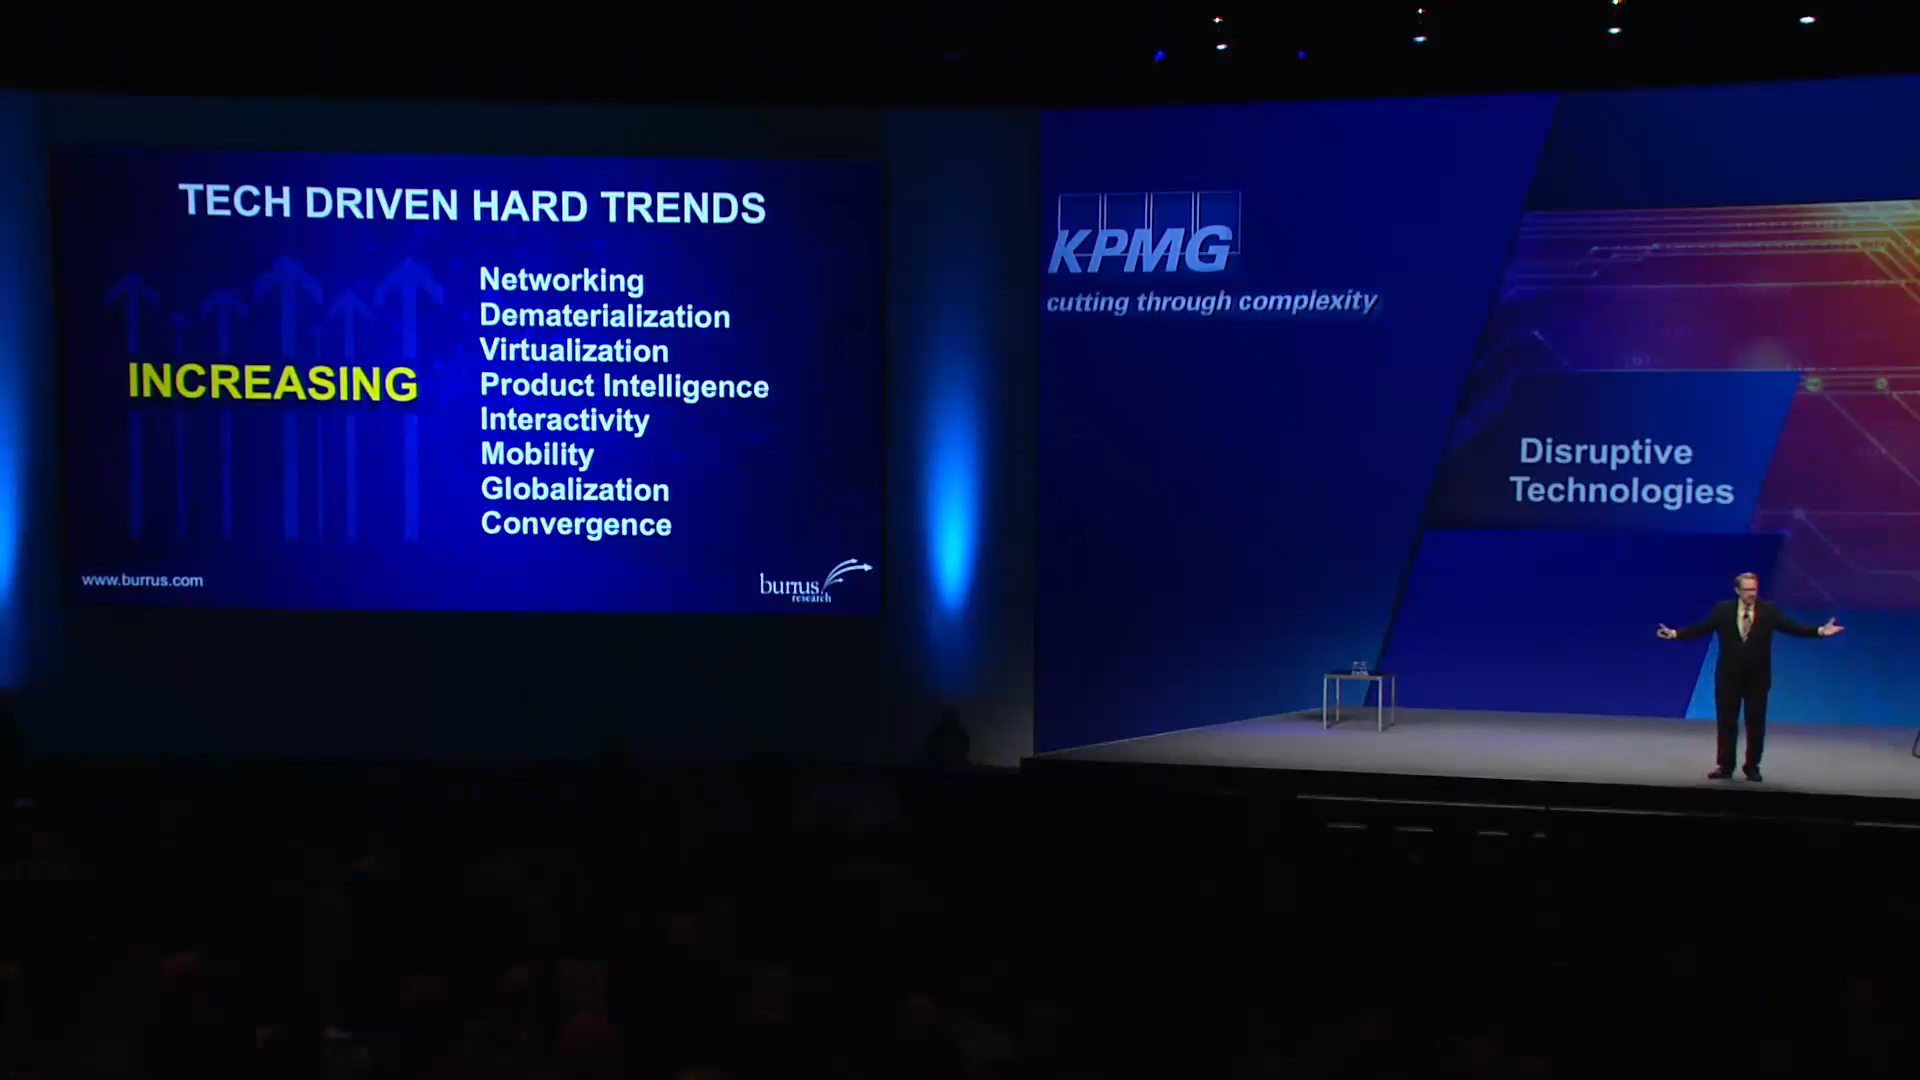 TECH DRIVEN HARD TRENDS
INCREASING
Networking
Dematerialization
Virtualization
Product Intelligence
Interactivity
Mobility
Globalization
Convergence
www.burrus.com
burrus
research
KPMG
cutting through complexity
Disruptive
Technologies